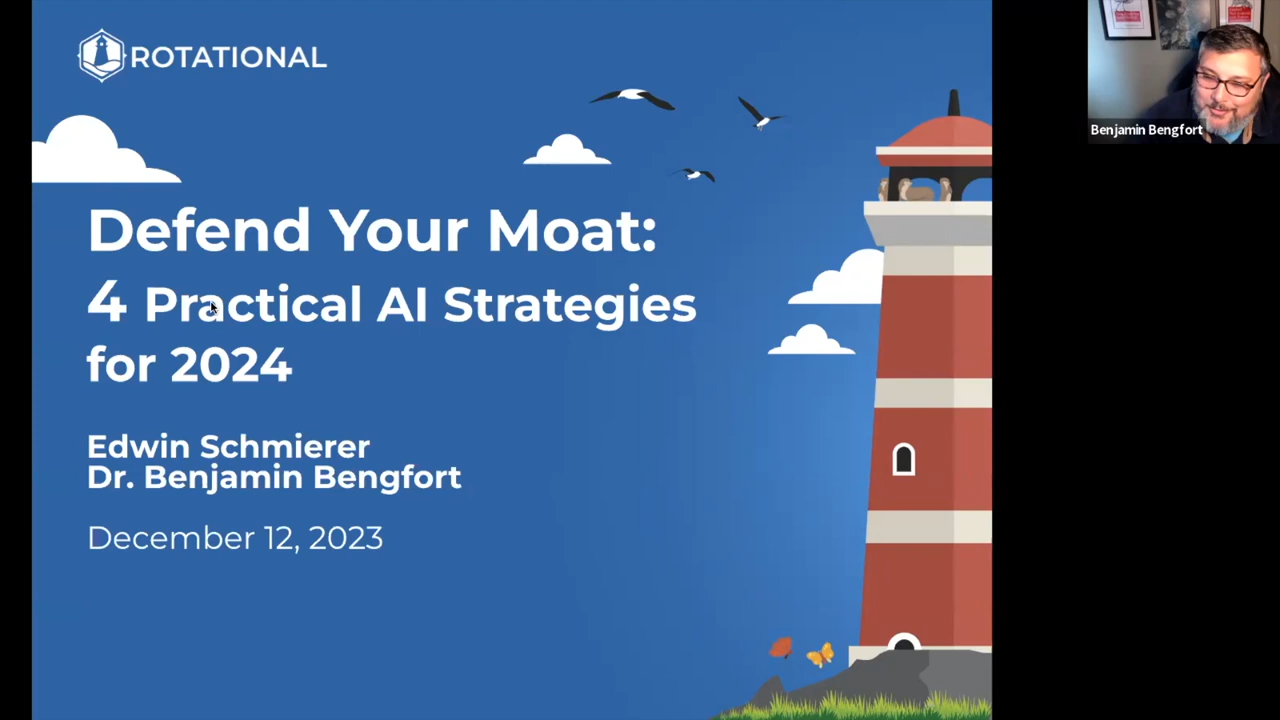 ROTATIONAL
Defend Your Moat:
4 Practical AI Strategies
for 2024
Edwin Schmierer
Dr. Benjamin Bengfort
December 12, 2023
Benjamin Bengfort